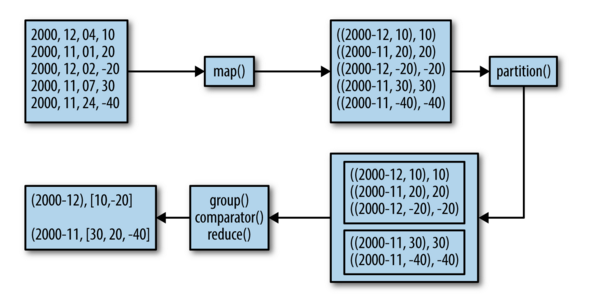 2000, 12, 04, 10
2000, 11, 01, 20
2000, 12, 02, -20
2000, 11, 07, 30
2000, 11, 24, -40
map()
((2000-12, 10), 10)
((2000-11, 20), 20)
((2000-12, -20), -20)
((2000-11, 30), 30)
((2000-11, -40), -40)
partition()
((2000-12, 10), 10)
((2000-11, 20), 20)
((2000-12, -20), -20)
((2000-11, 30), 30)
((2000-11, -40), -40)
group()
comparator()
reduce()
(2000-12), [10,-20]
(2000-11, [30, 20, -40]